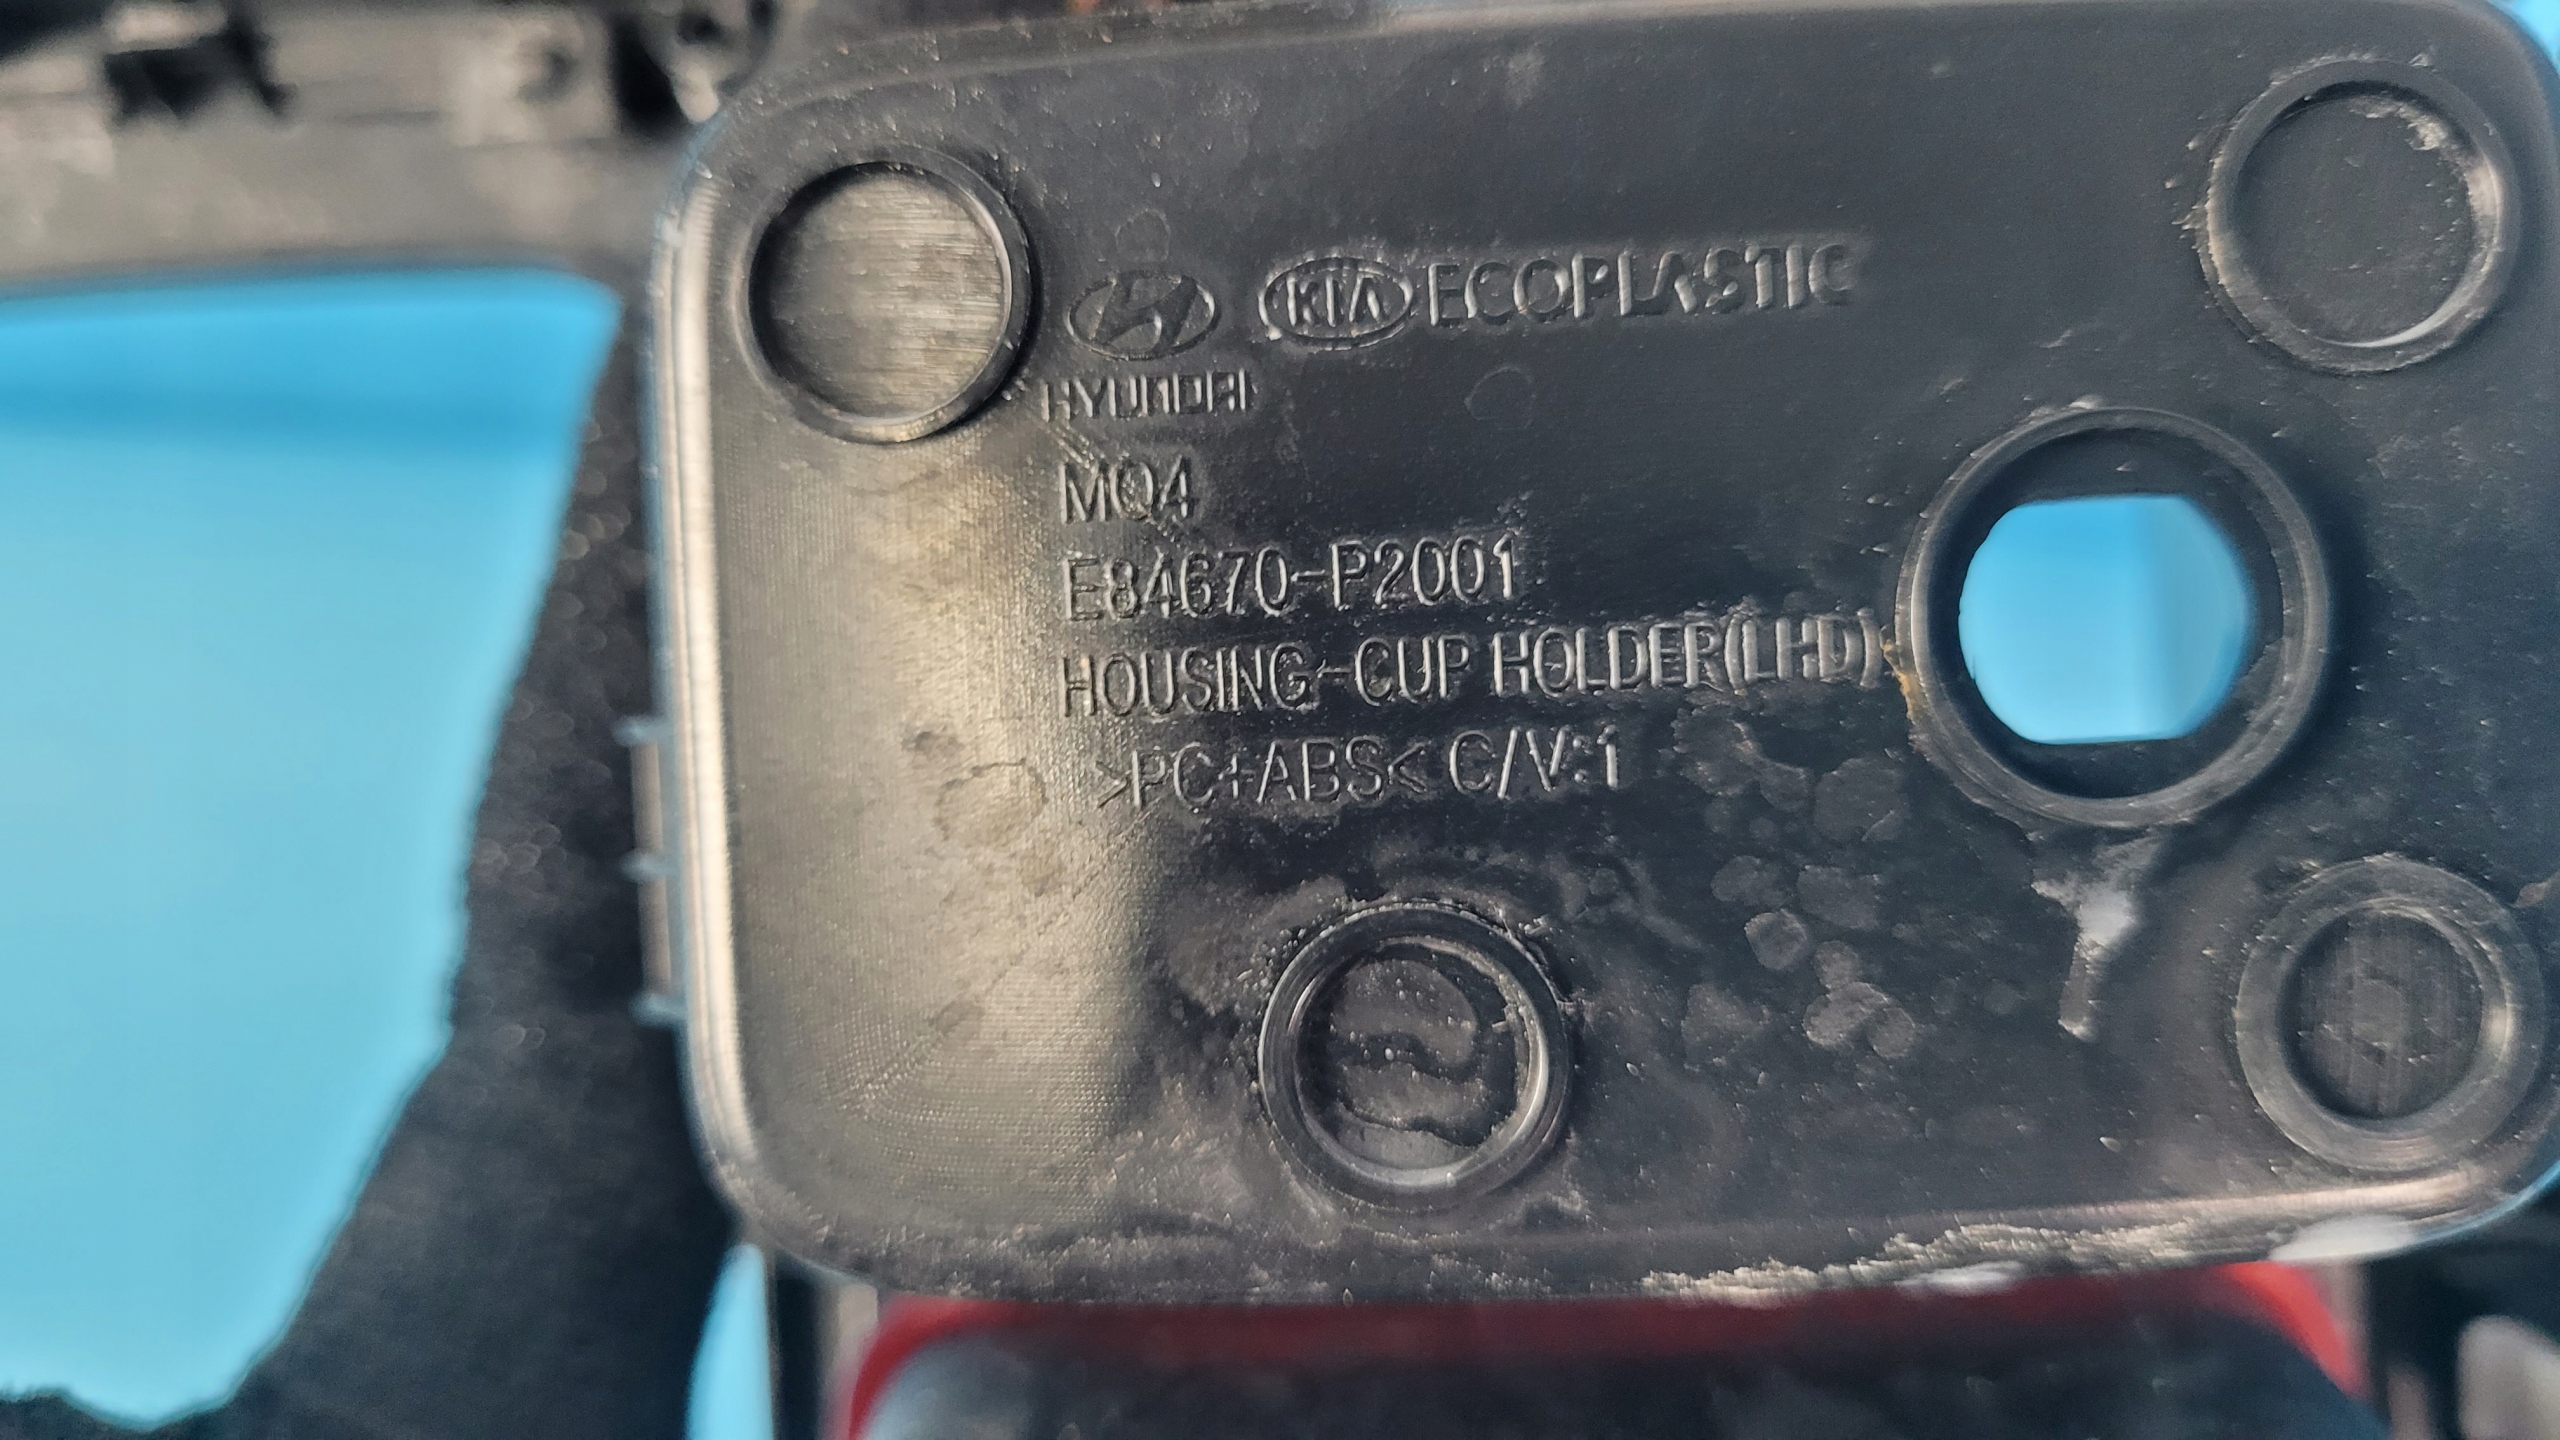 KIA ECOPLASTIC
HYUNDAI
MQ4
E84670-P2001
HOUSING-CUP HOLDER(LHD)
>PC+ABS< C/V:1